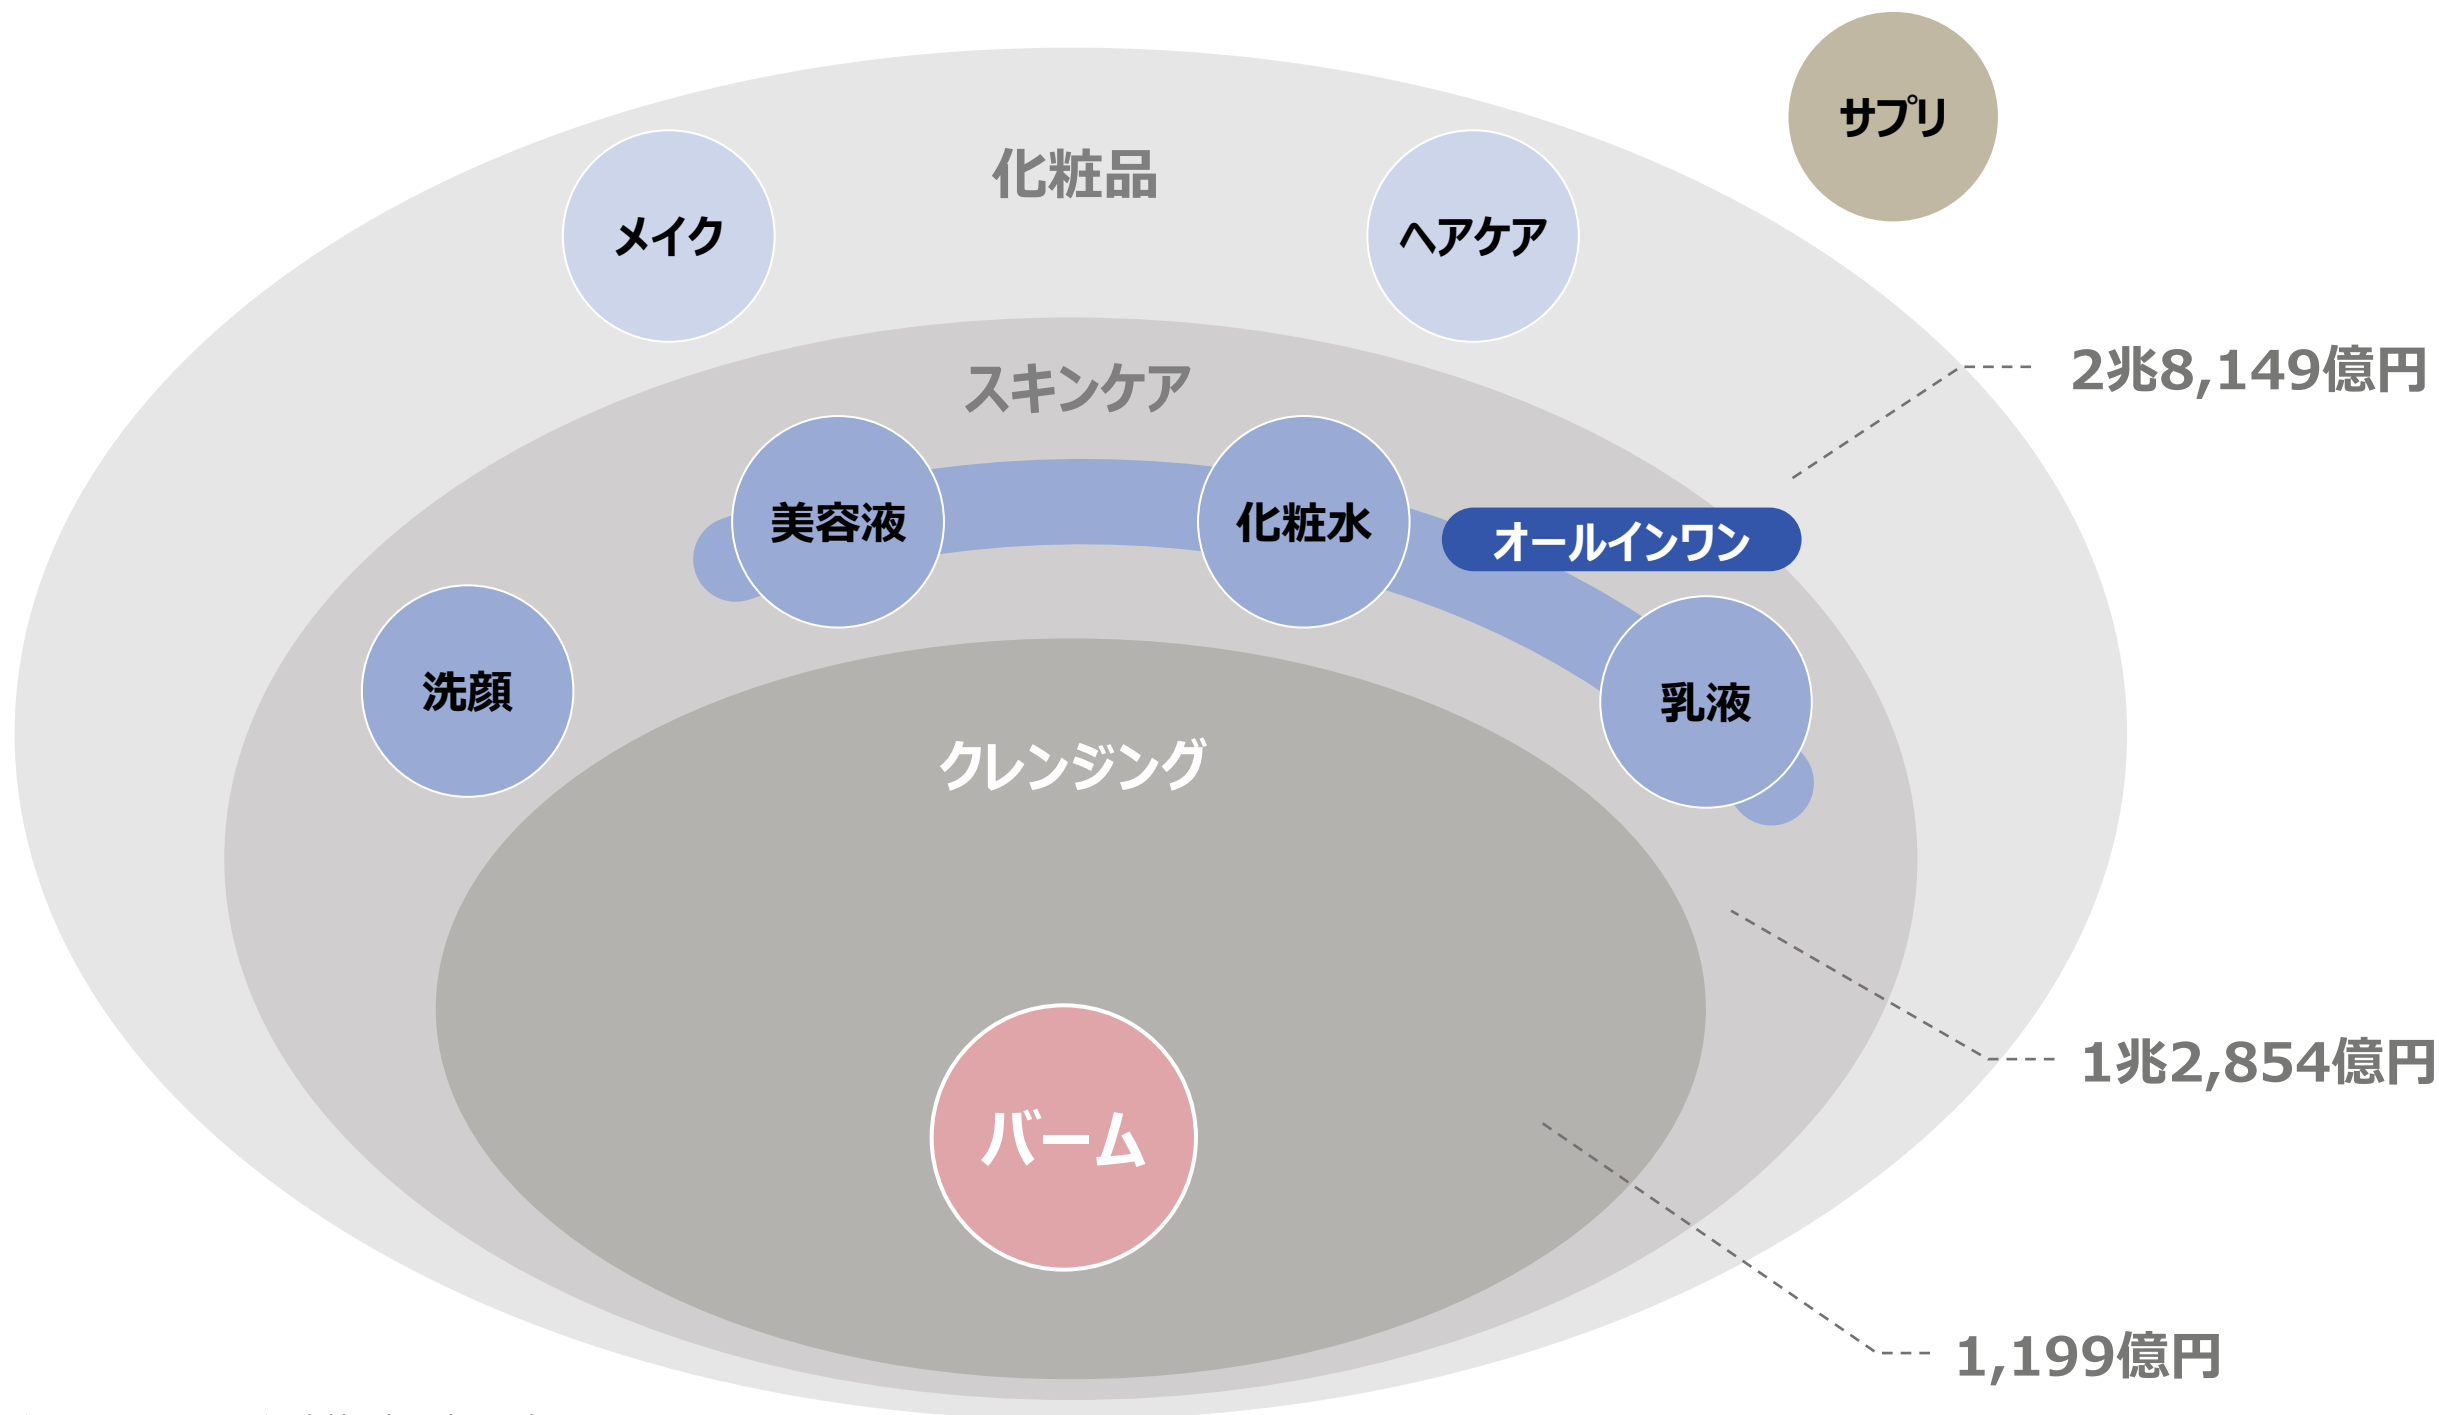 サプリ
化粧品
メイク
ヘアケア
2兆8,149億円
スキンケア
美容液
化粧水
オールインワン
洗顔
乳液
クレンジング
1兆2,854億円
バーム
1,199億円